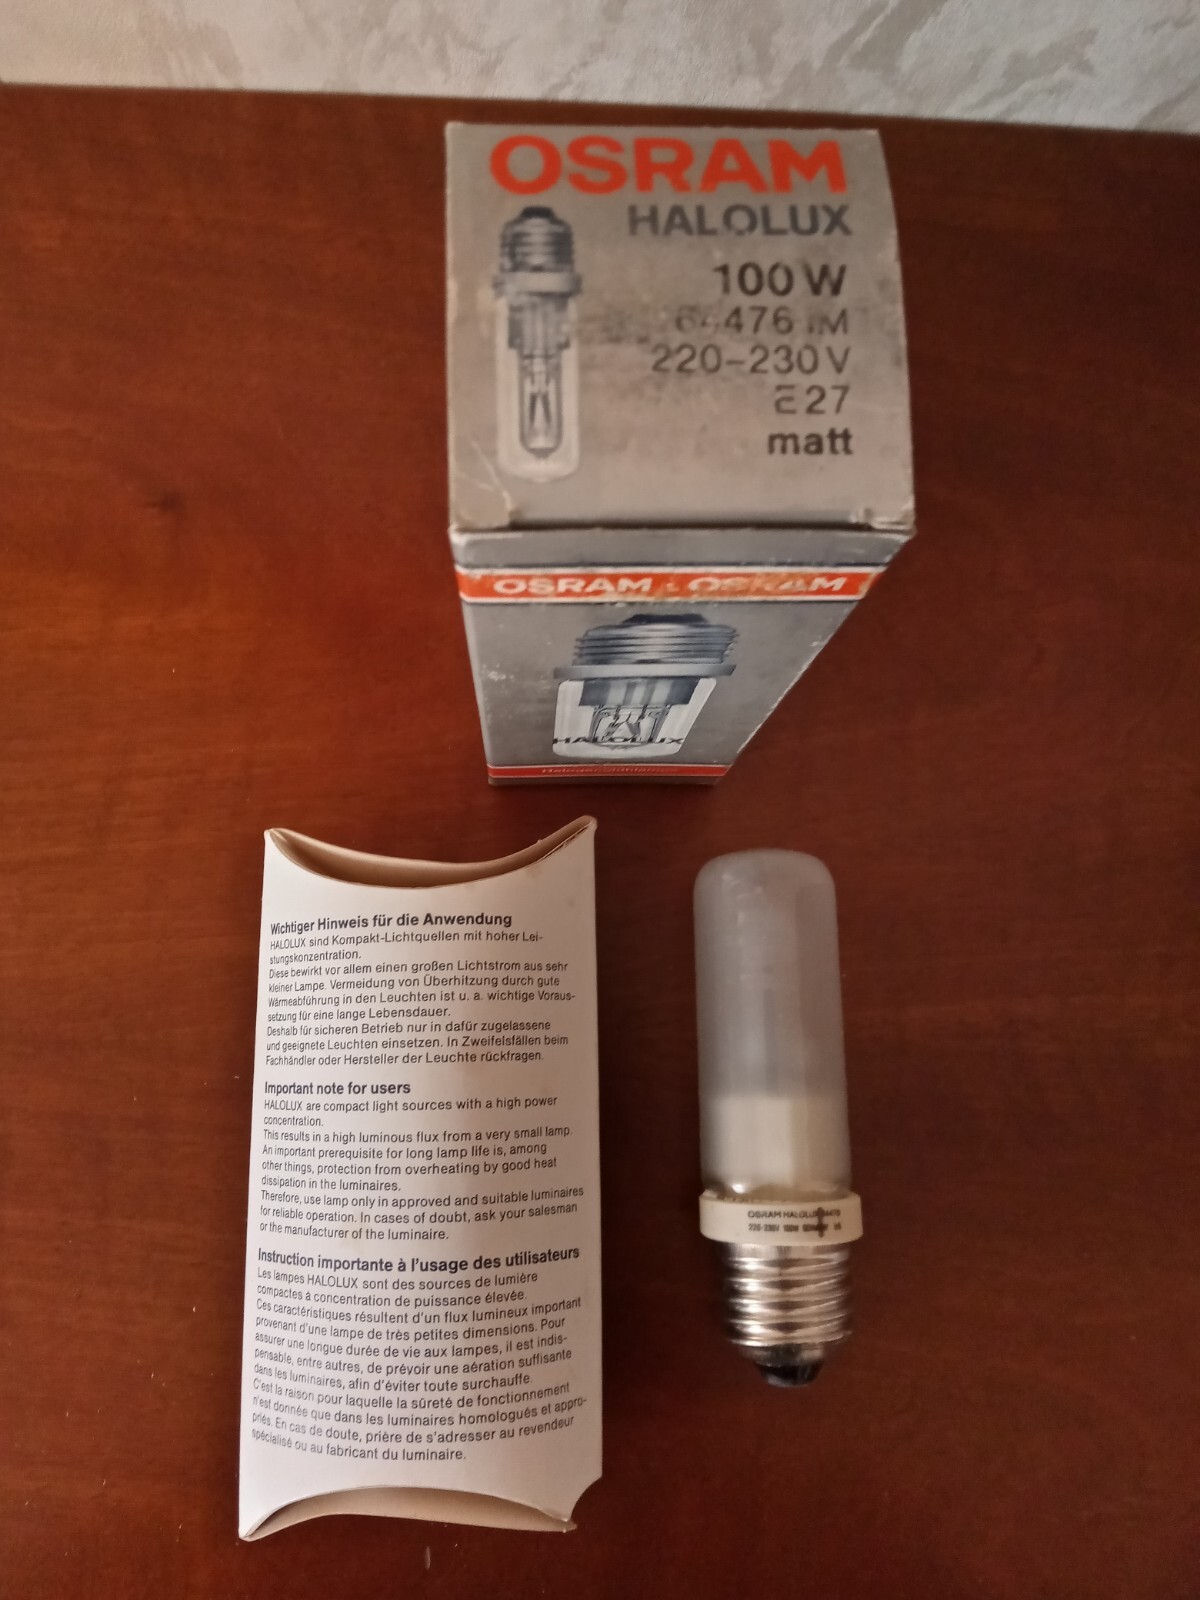 OSRAM
HALOLUX
100 W
476 IM
220-230 V
E 27
matt
OSRAM OSRAM
HALOLUX
Wichtiger Hinweis für die Anwendung
HALOLUX sind Kompakt-Lichtquellen mit hoher Lei-
stungskonzentration.
Diese bewirkt vor allem einen großen Lichtstrom aus sehr
kleiner Lampe. Vermeidung von Überhitzung durch gute
Wärmeabführung in den Leuchten ist u. a. wichtige Voraus-
setzung für eine lange Lebensdauer.
Deshalb für sicheren Betrieb nur in dafür zugelassene
und geeignete Leuchten einsetzen. In Zweifelsfällen beim
Fachhändler oder Hersteller der Leuchte rückfragen.
Important note for users
HALOLUX are compact light sources with a high power
concentration.
This results in a high luminous flux from a very small lamp.
An important prerequisite for long lamp life is, among
other things, protection from overheating by good heat
dissipation in the luminaires.
Therefore, use lamp only in approved and suitable luminaires
for reliable operation. In cases of doubt, ask your salesman
or the manufacturer of the luminaire.
Instruction importante à l'usage des utilisateurs
Les lampes HALOLUX sont des sources de lumière
compactes à concentration de puissance élevée.
Ces caractéristiques résultent d'un flux lumineux important
provenant d'une lampe de très petites dimensions. Pour
assurer une longue durée de vie aux lampes, il est indis-
pensable, entre autres, de prévoir une aération suffisante
dans les luminaires, afin d'éviter toute surchauffe.
C'est la raison pour laquelle la sûreté de fonctionnement
n'est donnée que dans les luminaires homologués et appro-
priés. En cas de doute, prière de s'adresser au revendeur
spécialisé ou au fabricant du luminaire.
OSRAM HALOLUX
220-230V 100W